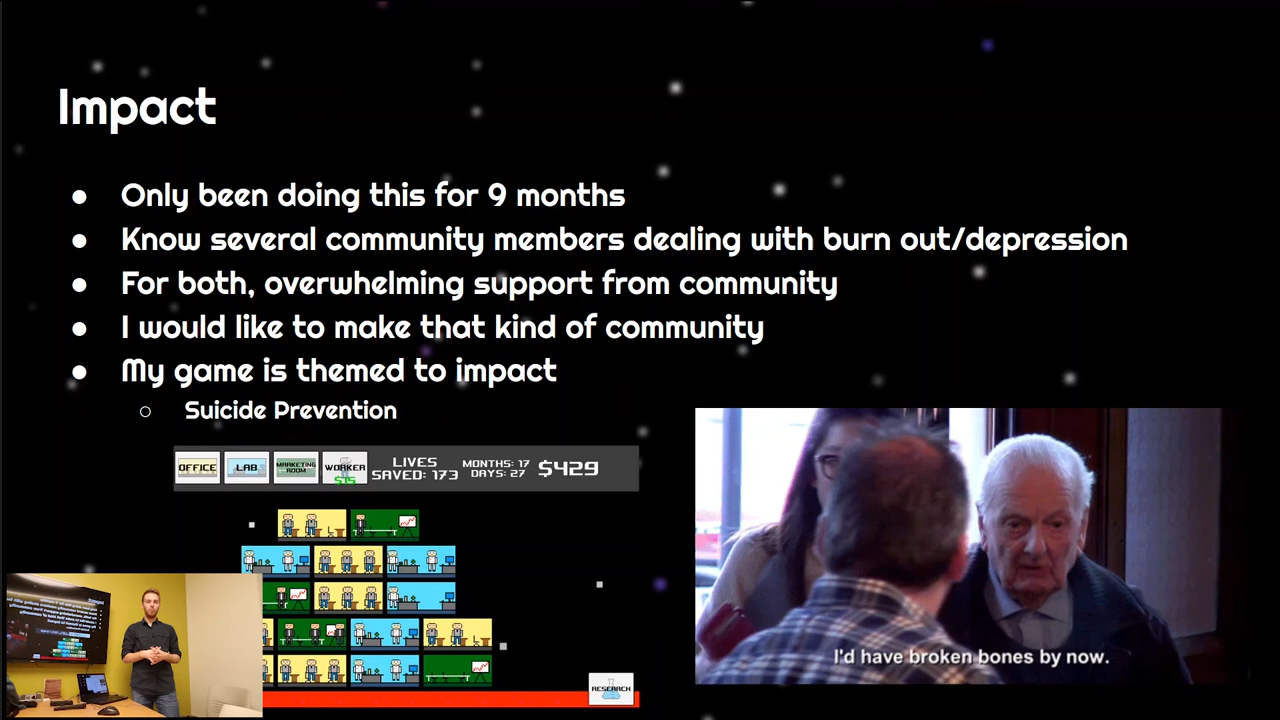 Impact
● Only been doing this for 9 months
● Know several community members dealing with burn out/depression
● For both, overwhelming support from community
● I would like to make that kind of community
● My game is themed to impact
○ Suicide Prevention
OFFICE
LAB
MARKETING ROOM
WORKER
$75
LIVES SAVED: 173
MONTHS: 17
DAYS: 27
$429
RESEARCH
I'd have broken bones by now.